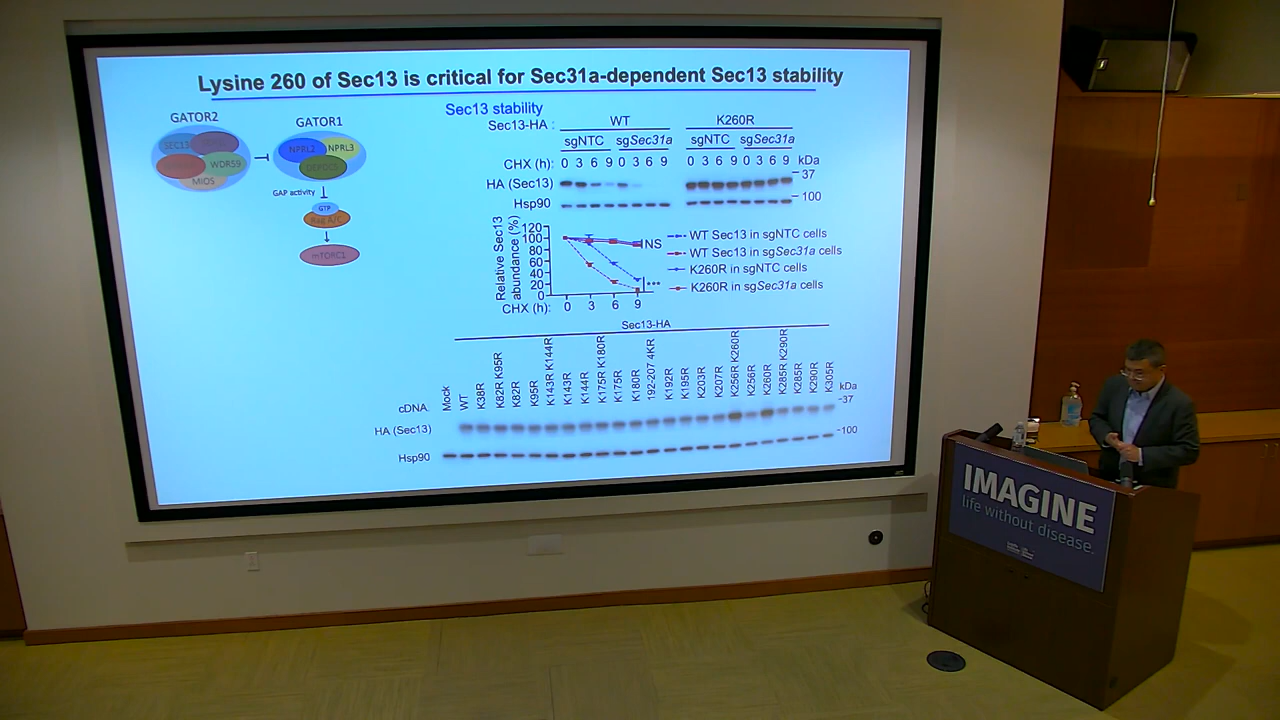 Lysine 260 of Sec13 is critical for Sec31a-dependent Sec13 stability
GATOR2
SEC13
WDR59
MIOS
GATOR1
NPRL2
NPRL3
GAP activity
GTP
mTORC1
Sec13 stability
Sec13-HA :
WT
K260R
sgNTC
sgSec31a
sgNTC
sgSec31a
CHX (h):
0 3 6 9 0 3 6 9
0 3 6 9 0 3 6 9
kDa
HA (Sec13)
37
Hsp90
100
Relative Sec13
abundance (%)
120
100
80
60
40
20
0
NS
CHX (h):
0 3 6 9
WT Sec13 in sgNTC cells
WT Sec13 in sgSec31a cells
K260R in sgNTC cells
K260R in sgSec31a cells
Sec13-HA
cDNA
Mock
WT
K38R
K82R K95R
K82R
K95R
K143R K144R
K143R
K144R
K175R K180R
K175R
K180R
192-207 4KR
K192R
K195R
K203R
K207R
K256R K260R
K256R
K260R
K285R K290R
K285R
K290R
K305R
kDa
HA (Sec13)
-37
Hsp90
-100
IMAGINE
life without disease.